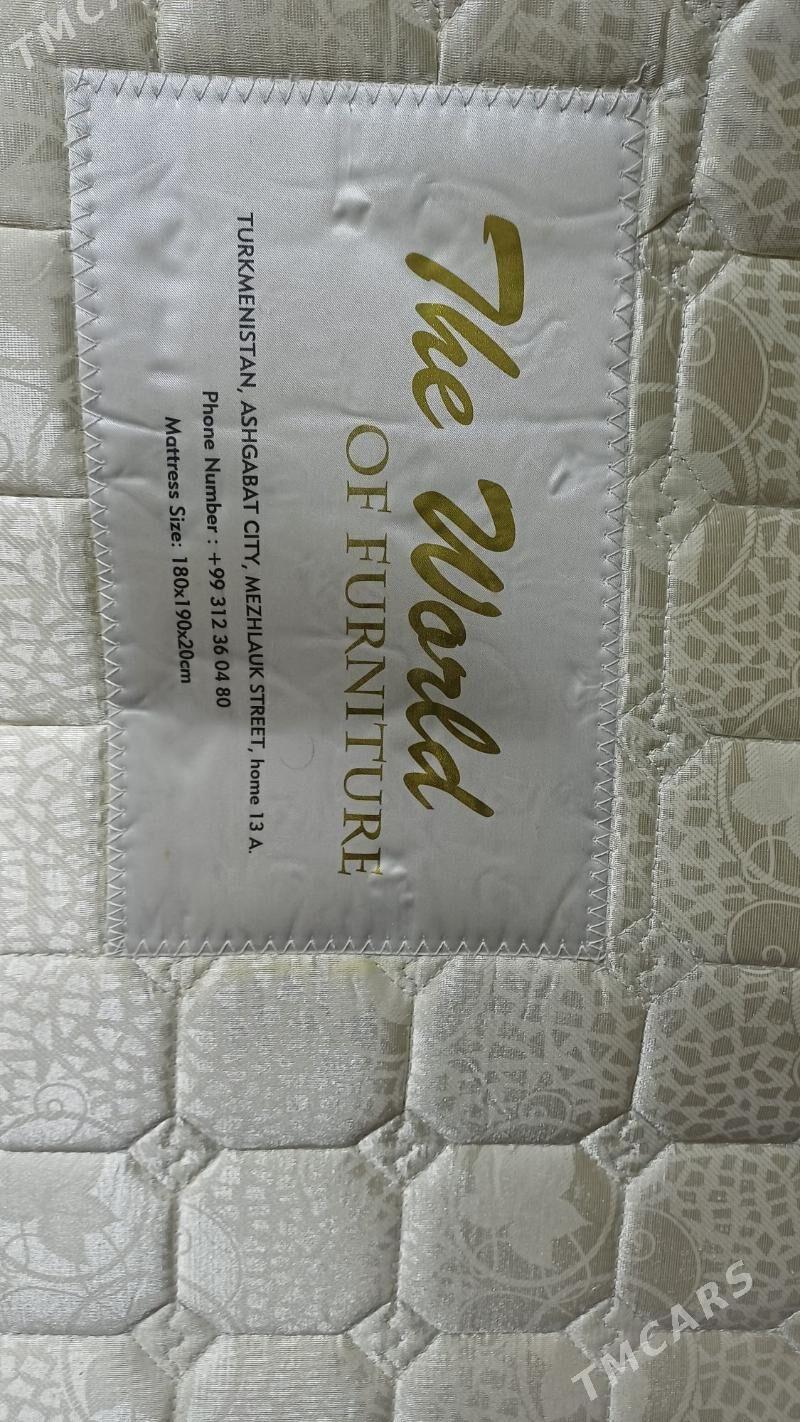 The World
OF FURNITURE
TURKMENISTAN, ASHGABAT CITY, MEZHLAUK STREET, home 13 A.
Phone Number : +99 312 36 04 80
Mattress Size: 180x190x20cm
TMCARS
TMCARS